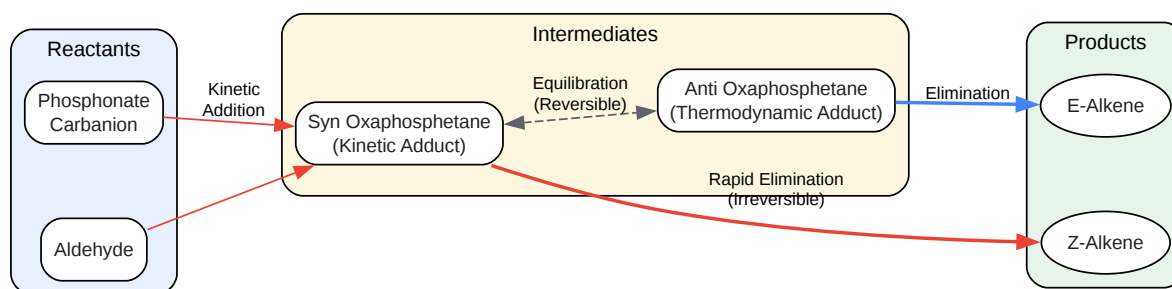 Reactants
Intermediates
Products
Phosphonate
Carbanion
Kinetic
Addition
Syn Oxaphosphetane
(Kinetic Adduct)
Equilibration
(Reversible)
Anti Oxaphosphetane
(Thermodynamic Adduct)
Elimination
E-Alkene
Aldehyde
Rapid Elimination
(Irreversible)
Z-Alkene